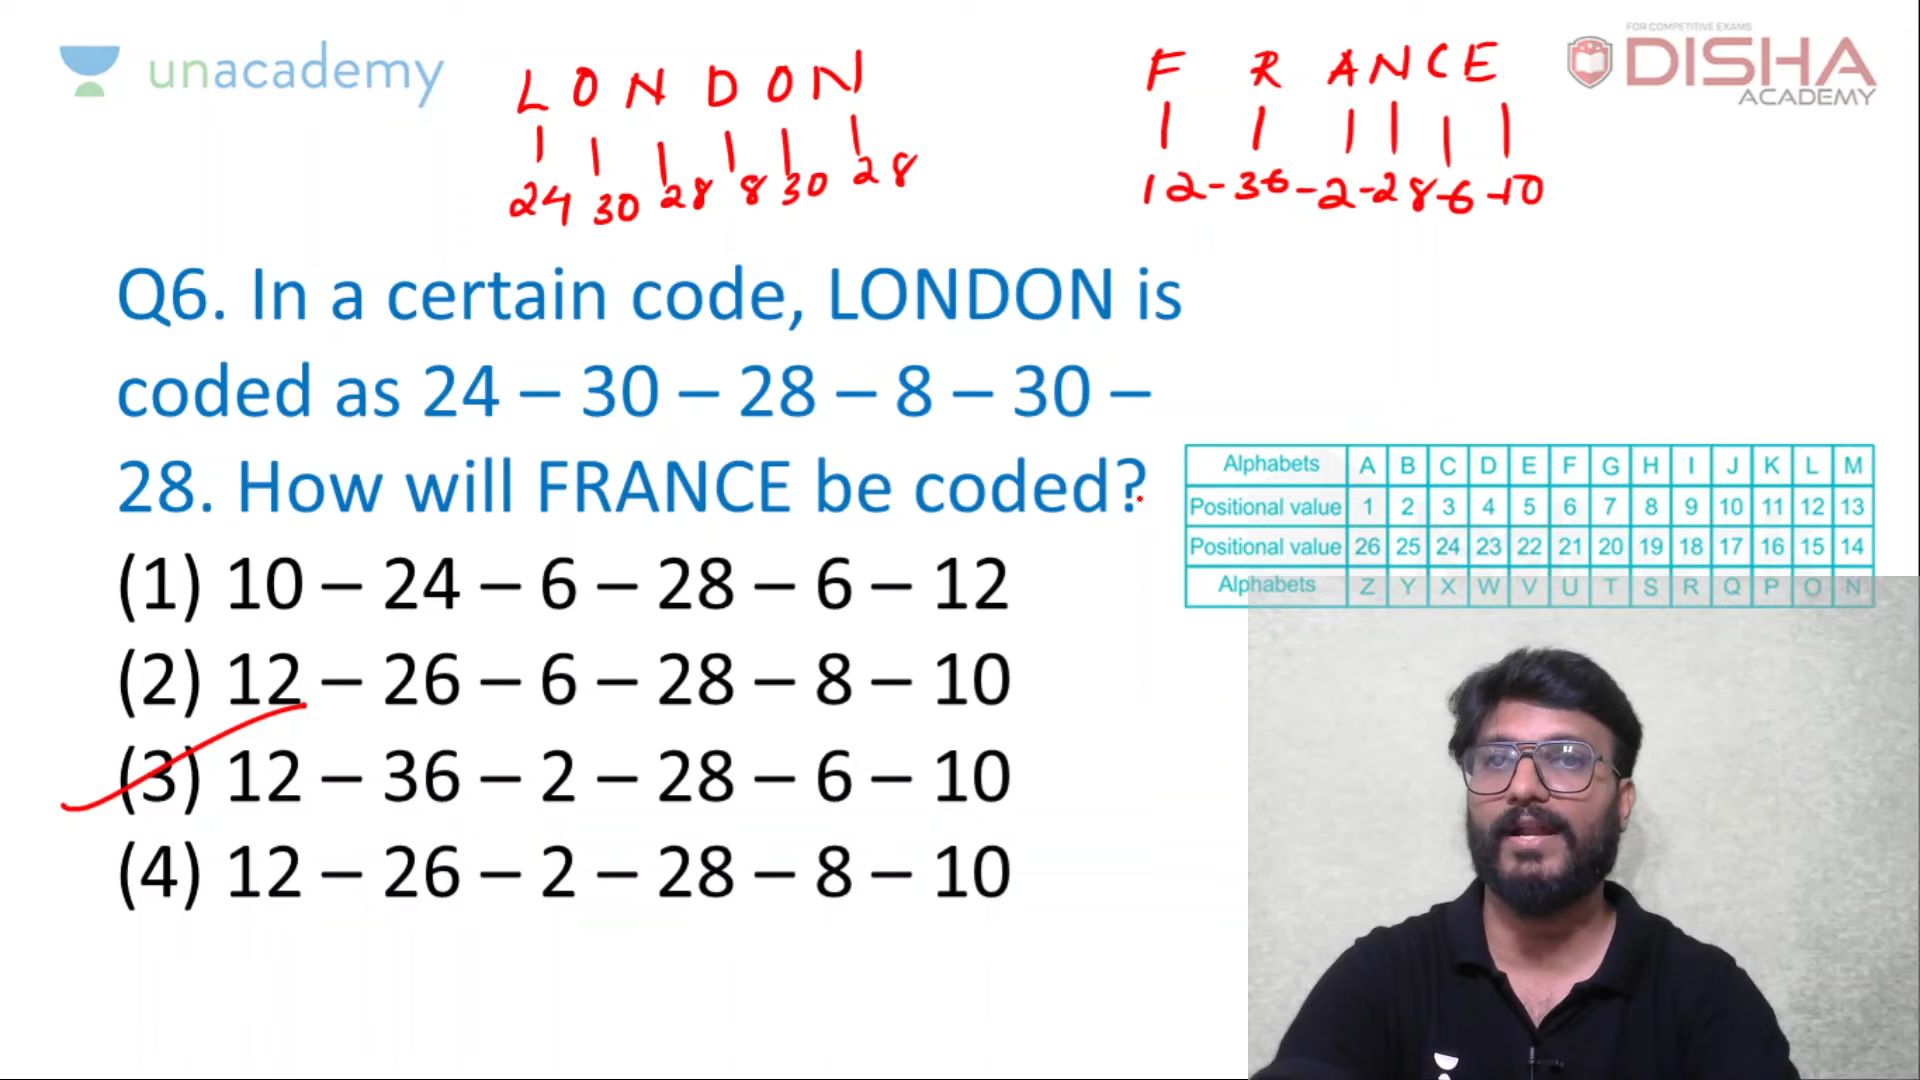 unacademy
L O N D O N
24 30 28 8 30 28
F R A N C E
12-36-2-28-6-10
FOR COMPETITIVE EXAMS
DISHA
ACADEMY
Q6. In a certain code, LONDON is
coded as 24 – 30 – 28 – 8 – 30 –
28. How will FRANCE be coded?
(1) 10 – 24 – 6 – 28 – 6 – 12
(2) 12 – 26 – 6 – 28 – 8 – 10
(3) 12 – 36 – 2 – 28 – 6 – 10
(4) 12 – 26 – 2 – 28 – 8 – 10
Alphabets A B C D E F G H I J K L M
Positional value 1 2 3 4 5 6 7 8 9 10 11 12 13
Positional value 26 25 24 23 22 21 20 19 18 17 16 15 14
Alphabets Z Y X W V U T S R Q P O N